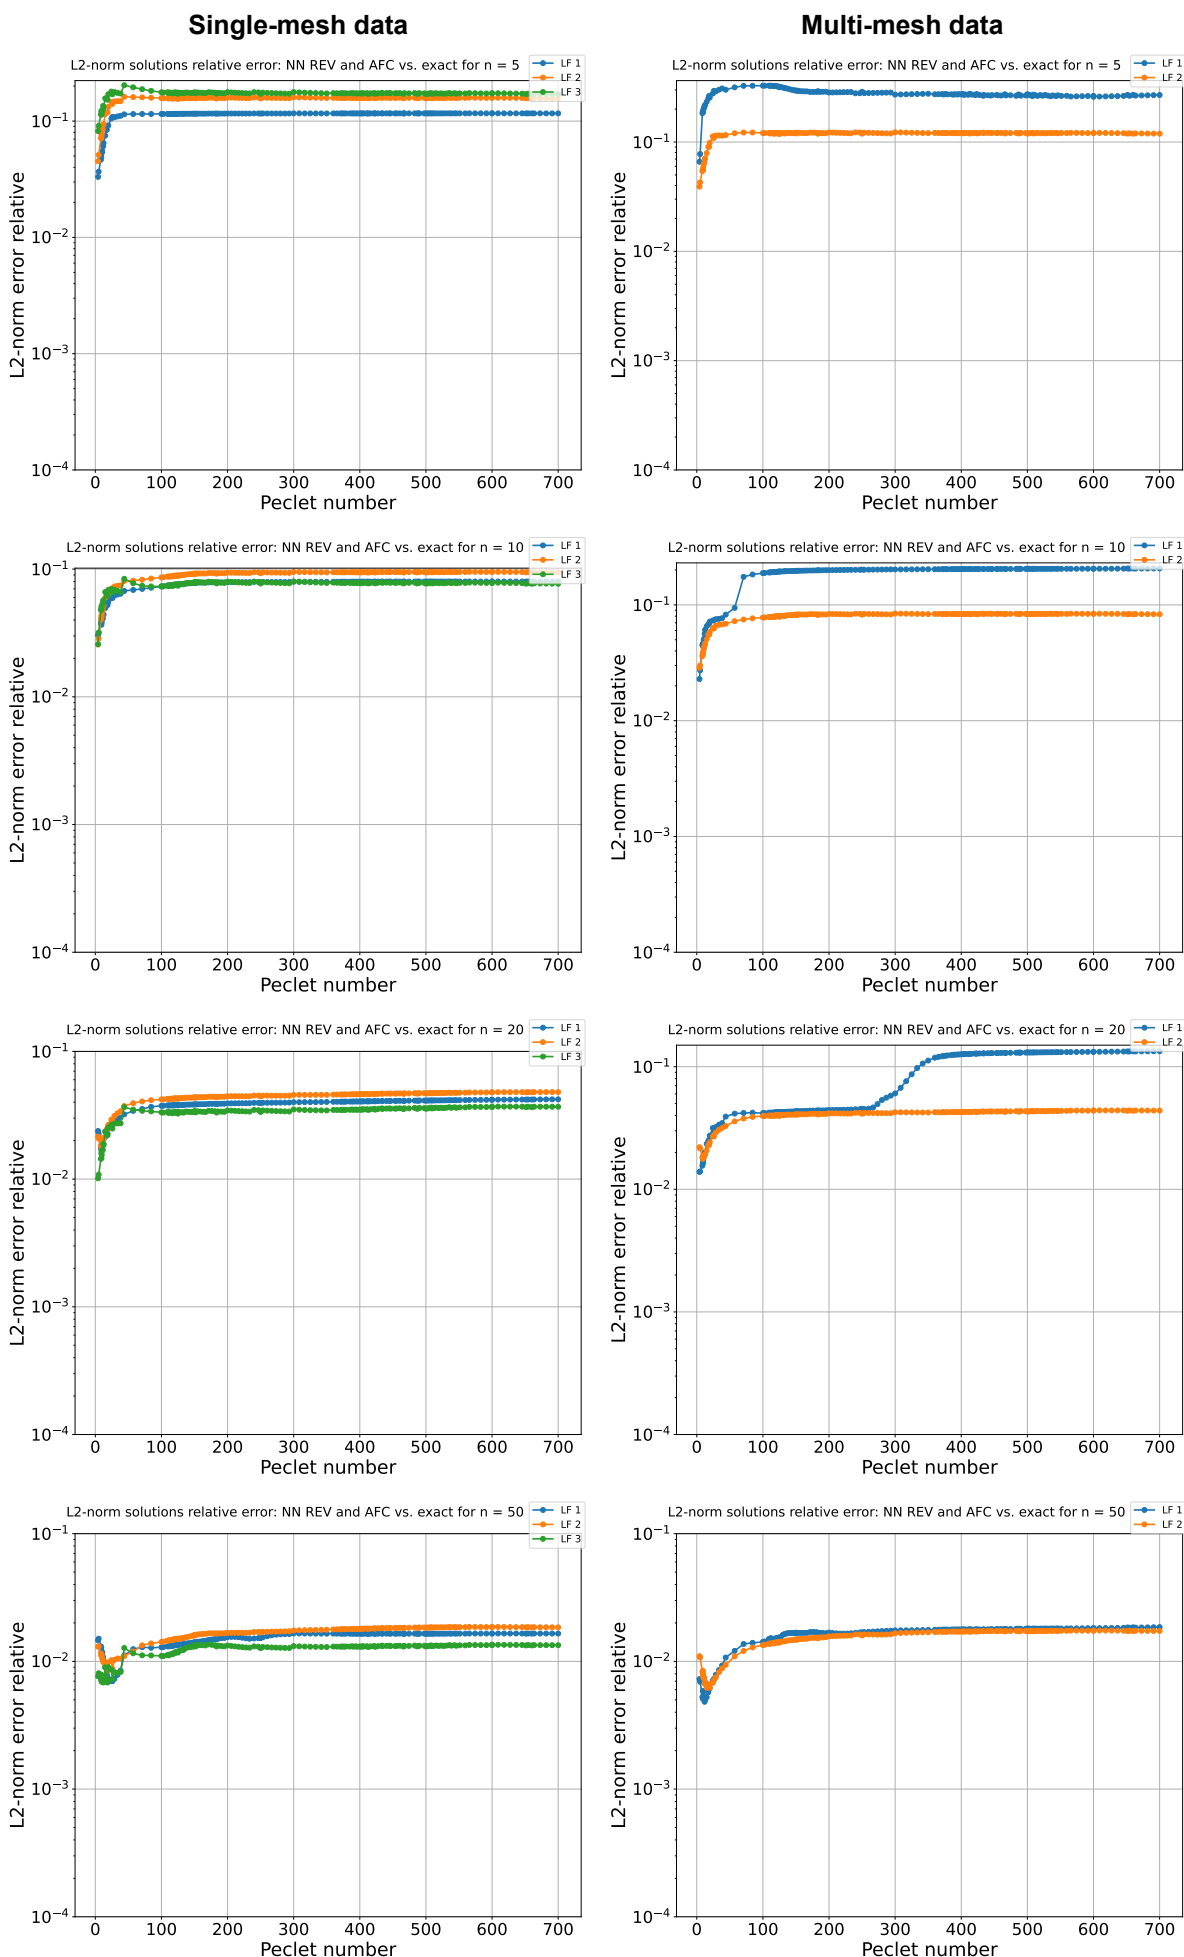 Single-mesh data
Multi-mesh data
L2-norm solutions relative error: NN REV and AFC vs. exact for n = 5
LF 1
LF 2
LF 3
10⁻¹
10⁻²
10⁻³
10⁻⁴
L2-norm error relative
0 100 200 300 400 500 600 700
Peclet number
L2-norm solutions relative error: NN REV and AFC vs. exact for n = 5
LF 1
LF 2
10⁻¹
10⁻²
10⁻³
10⁻⁴
L2-norm error relative
0 100 200 300 400 500 600 700
Peclet number
L2-norm solutions relative error: NN REV and AFC vs. exact for n = 10
LF 1
LF 2
LF 3
10⁻¹
10⁻²
10⁻³
10⁻⁴
L2-norm error relative
0 100 200 300 400 500 600 700
Peclet number
L2-norm solutions relative error: NN REV and AFC vs. exact for n = 10
LF 1
LF 2
10⁻¹
10⁻²
10⁻³
10⁻⁴
L2-norm error relative
0 100 200 300 400 500 600 700
Peclet number
L2-norm solutions relative error: NN REV and AFC vs. exact for n = 20
LF 1
LF 2
LF 3
10⁻¹
10⁻²
10⁻³
10⁻⁴
L2-norm error relative
0 100 200 300 400 500 600 700
Peclet number
L2-norm solutions relative error: NN REV and AFC vs. exact for n = 20
LF 1
LF 2
10⁻¹
10⁻²
10⁻³
10⁻⁴
L2-norm error relative
0 100 200 300 400 500 600 700
Peclet number
L2-norm solutions relative error: NN REV and AFC vs. exact for n = 50
LF 1
LF 2
LF 3
10⁻¹
10⁻²
10⁻³
10⁻⁴
L2-norm error relative
0 100 200 300 400 500 600 700
Peclet number
L2-norm solutions relative error: NN REV and AFC vs. exact for n = 50
LF 1
LF 2
10⁻¹
10⁻²
10⁻³
10⁻⁴
L2-norm error relative
0 100 200 300 400 500 600 700
Peclet number